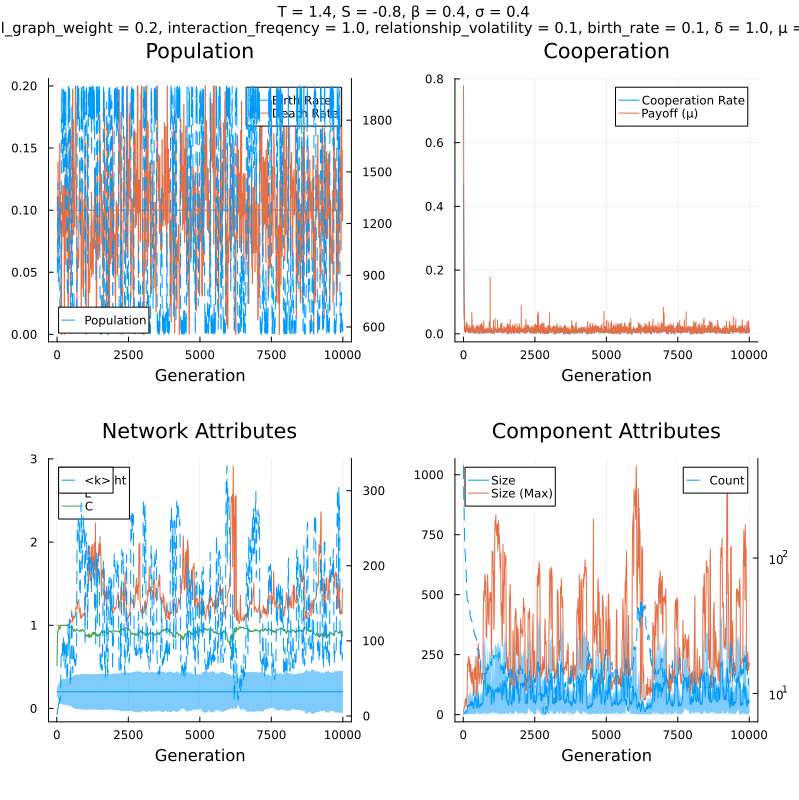 T = 1.4, S = -0.8, β = 0.4, σ = 0.4
l_graph_weight = 0.2, interaction_freqency = 1.0, relationship_volatility = 0.1, birth_rate = 0.1, δ = 1.0, μ =
Population
Cooperation
0.20
0.15
0.10
0.05
0.00
1800
1500
1200
900
600
Birth Rate
Death Rate
Population
0 2500 5000 7500 10000
Generation
0.8
0.6
0.4
0.2
0.0
Cooperation Rate
Payoff (μ)
0 2500 5000 7500 10000
Generation
Network Attributes
Component Attributes
3
2
1
0
300
200
100
0
<k> ht
L
C
0 2500 5000 7500 10000
Generation
1000
750
500
250
0
Size
Size (Max)
Count
10²
10¹
0 2500 5000 7500 10000
Generation